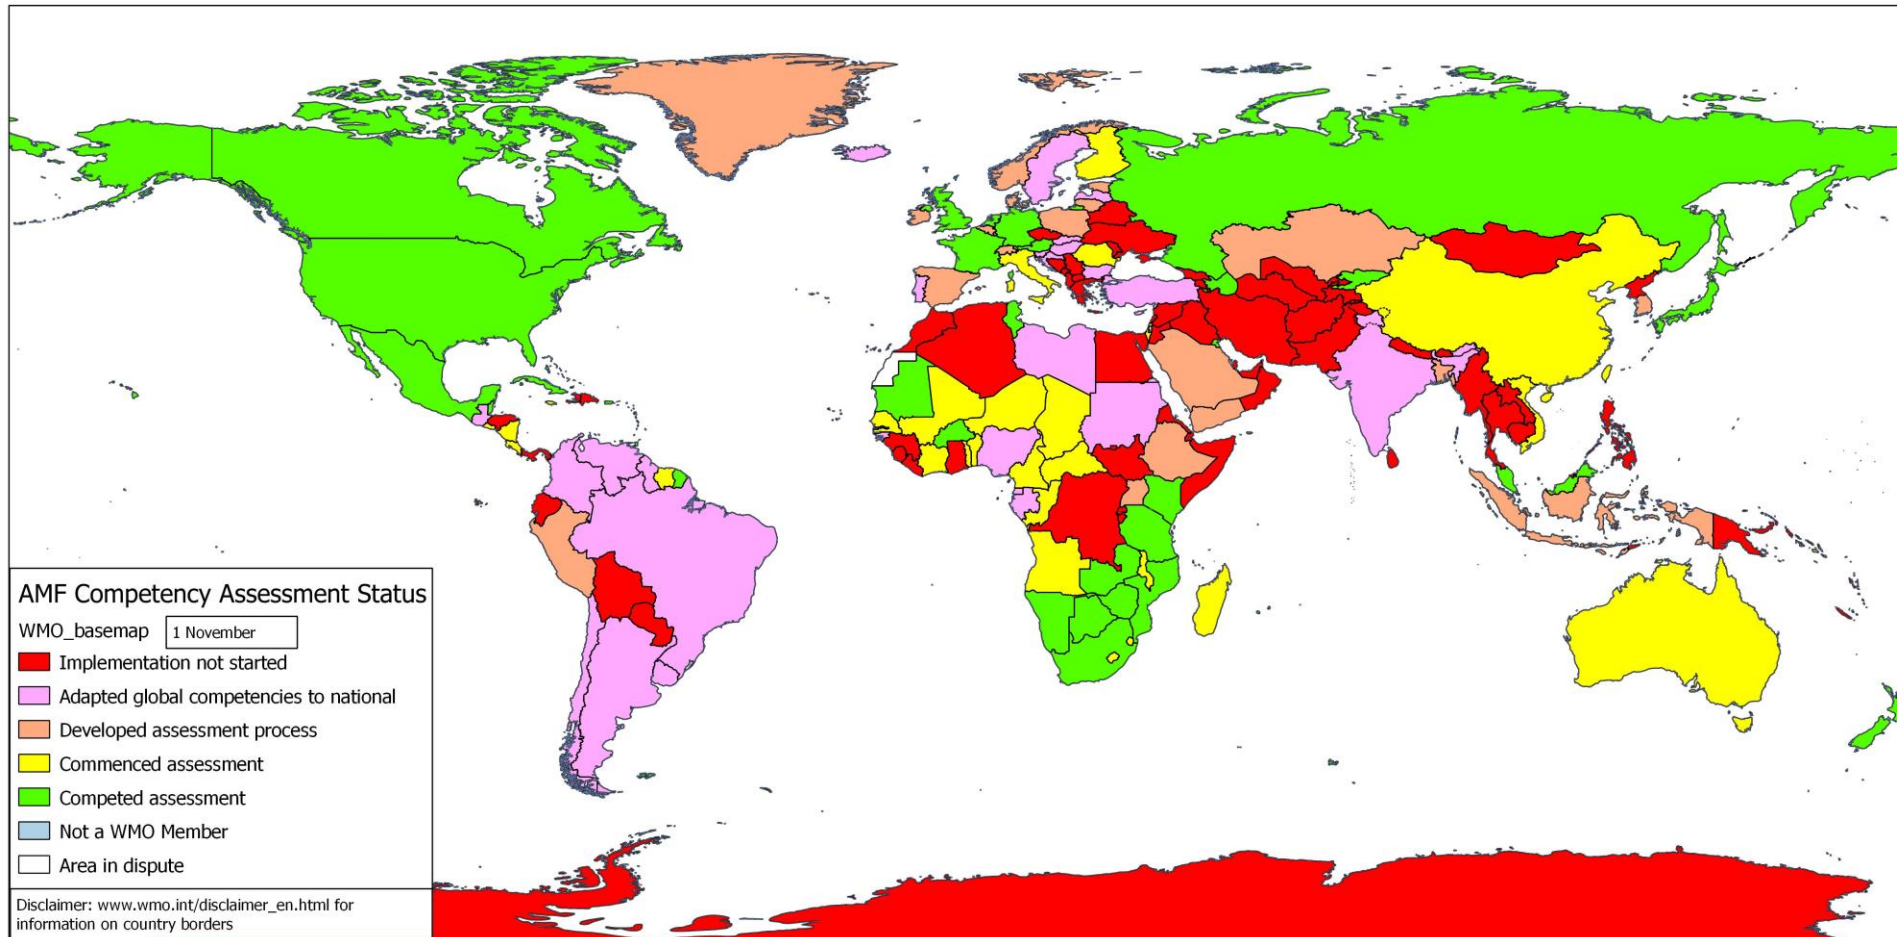 AMF Competency Assessment Status
WMO_basemap 1 November
Implementation not started
Adapted global competencies to national
Developed assessment process
Commenced assessment
Competed assessment
Not a WMO Member
Area in dispute
Disclaimer: www.wmo.int/disclaimer_en.html for
information on country borders